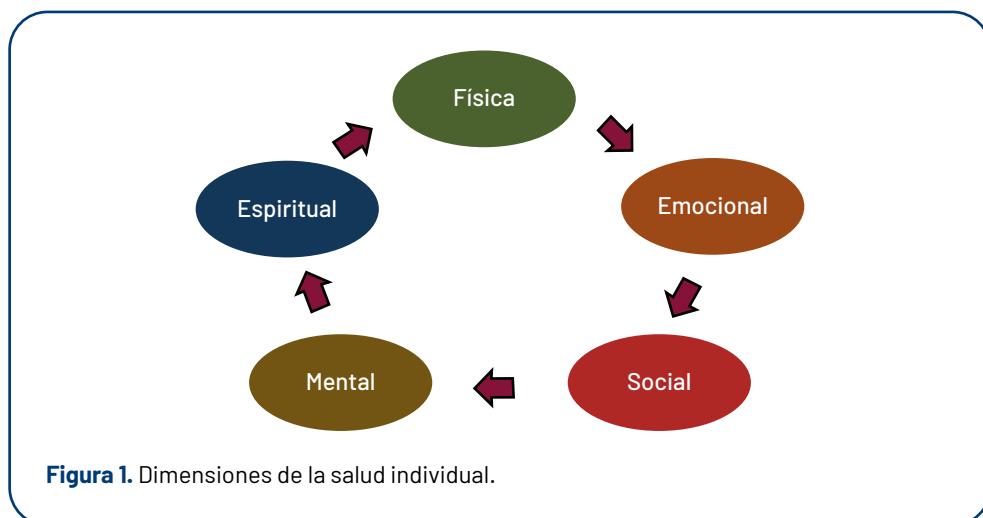 Física
Espiritual
Emocional
Mental
Social
Figura 1. Dimensiones de la salud individual.